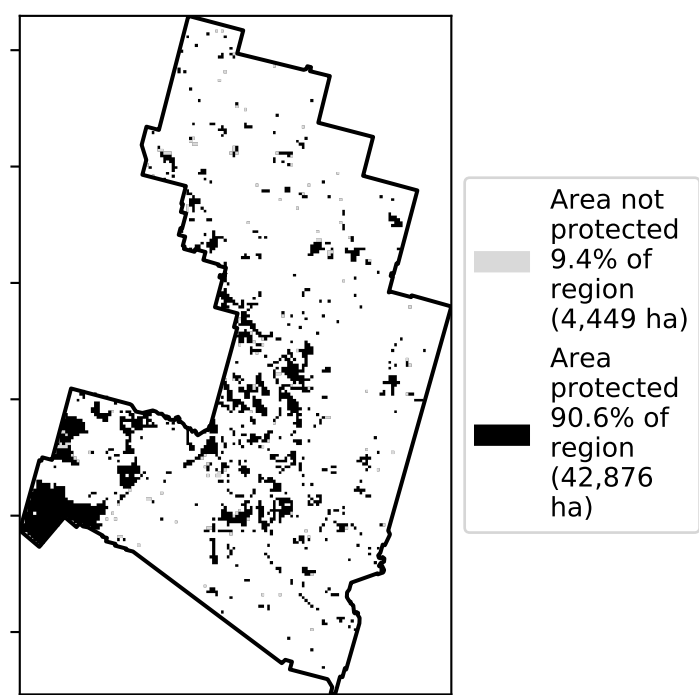 Area not
protected
9.4% of
region
(4,449 ha)
Area
protected
90.6% of
region
(42,876
ha)